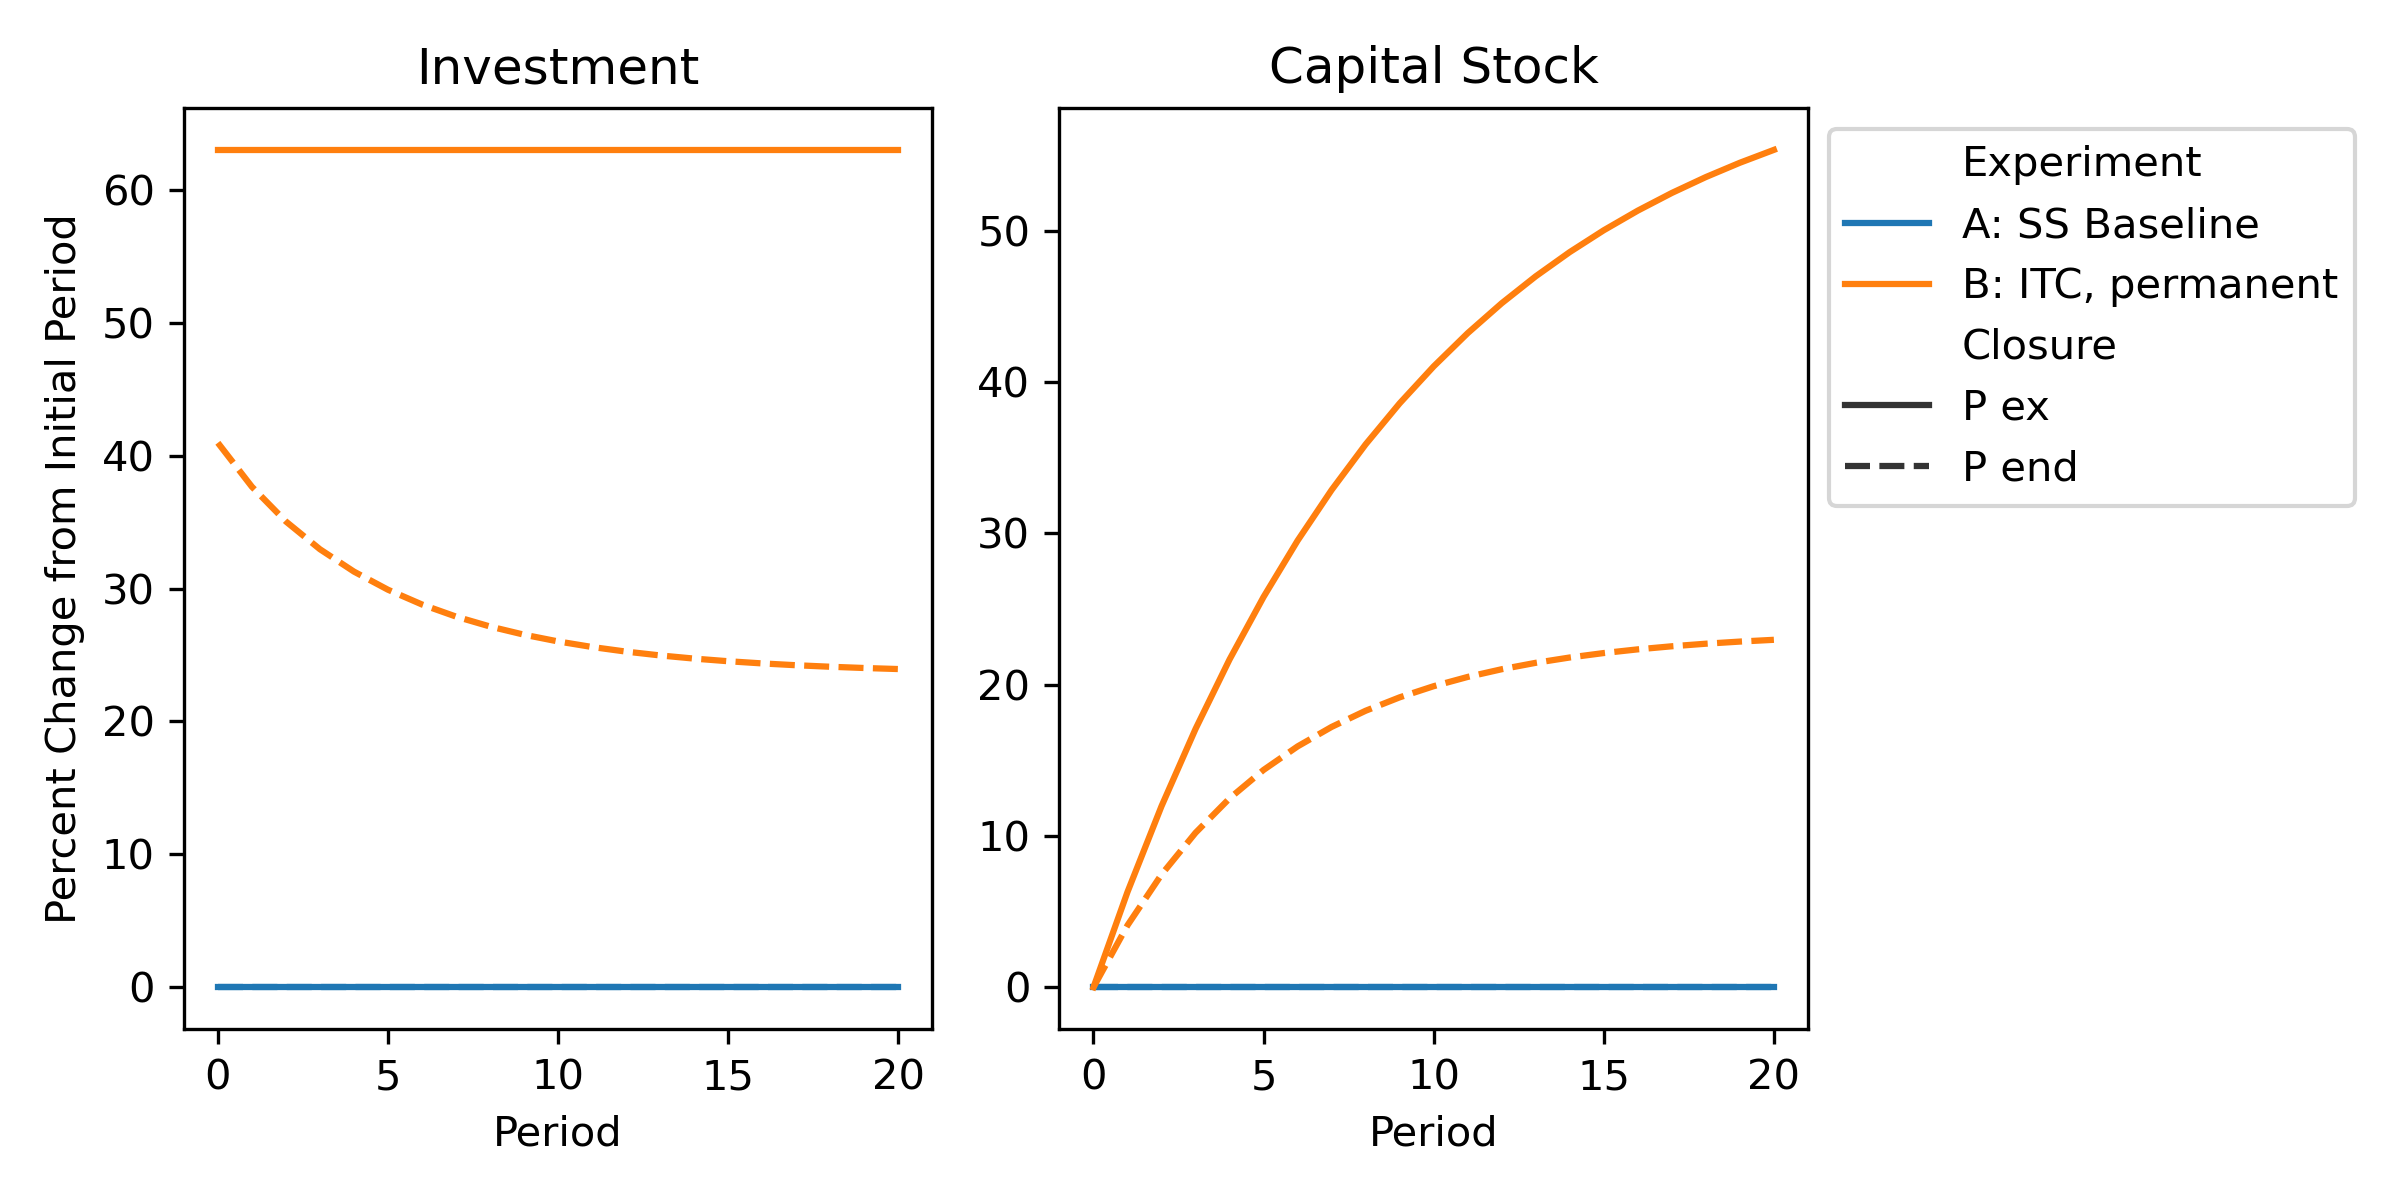 Investment
Capital Stock
Percent Change from Initial Period
60
50
40
30
20
10
0
0 5 10 15 20
Period
50
40
30
20
10
0
0 5 10 15 20
Period
Experiment
A: SS Baseline
B: ITC, permanent
Closure
P ex
P end